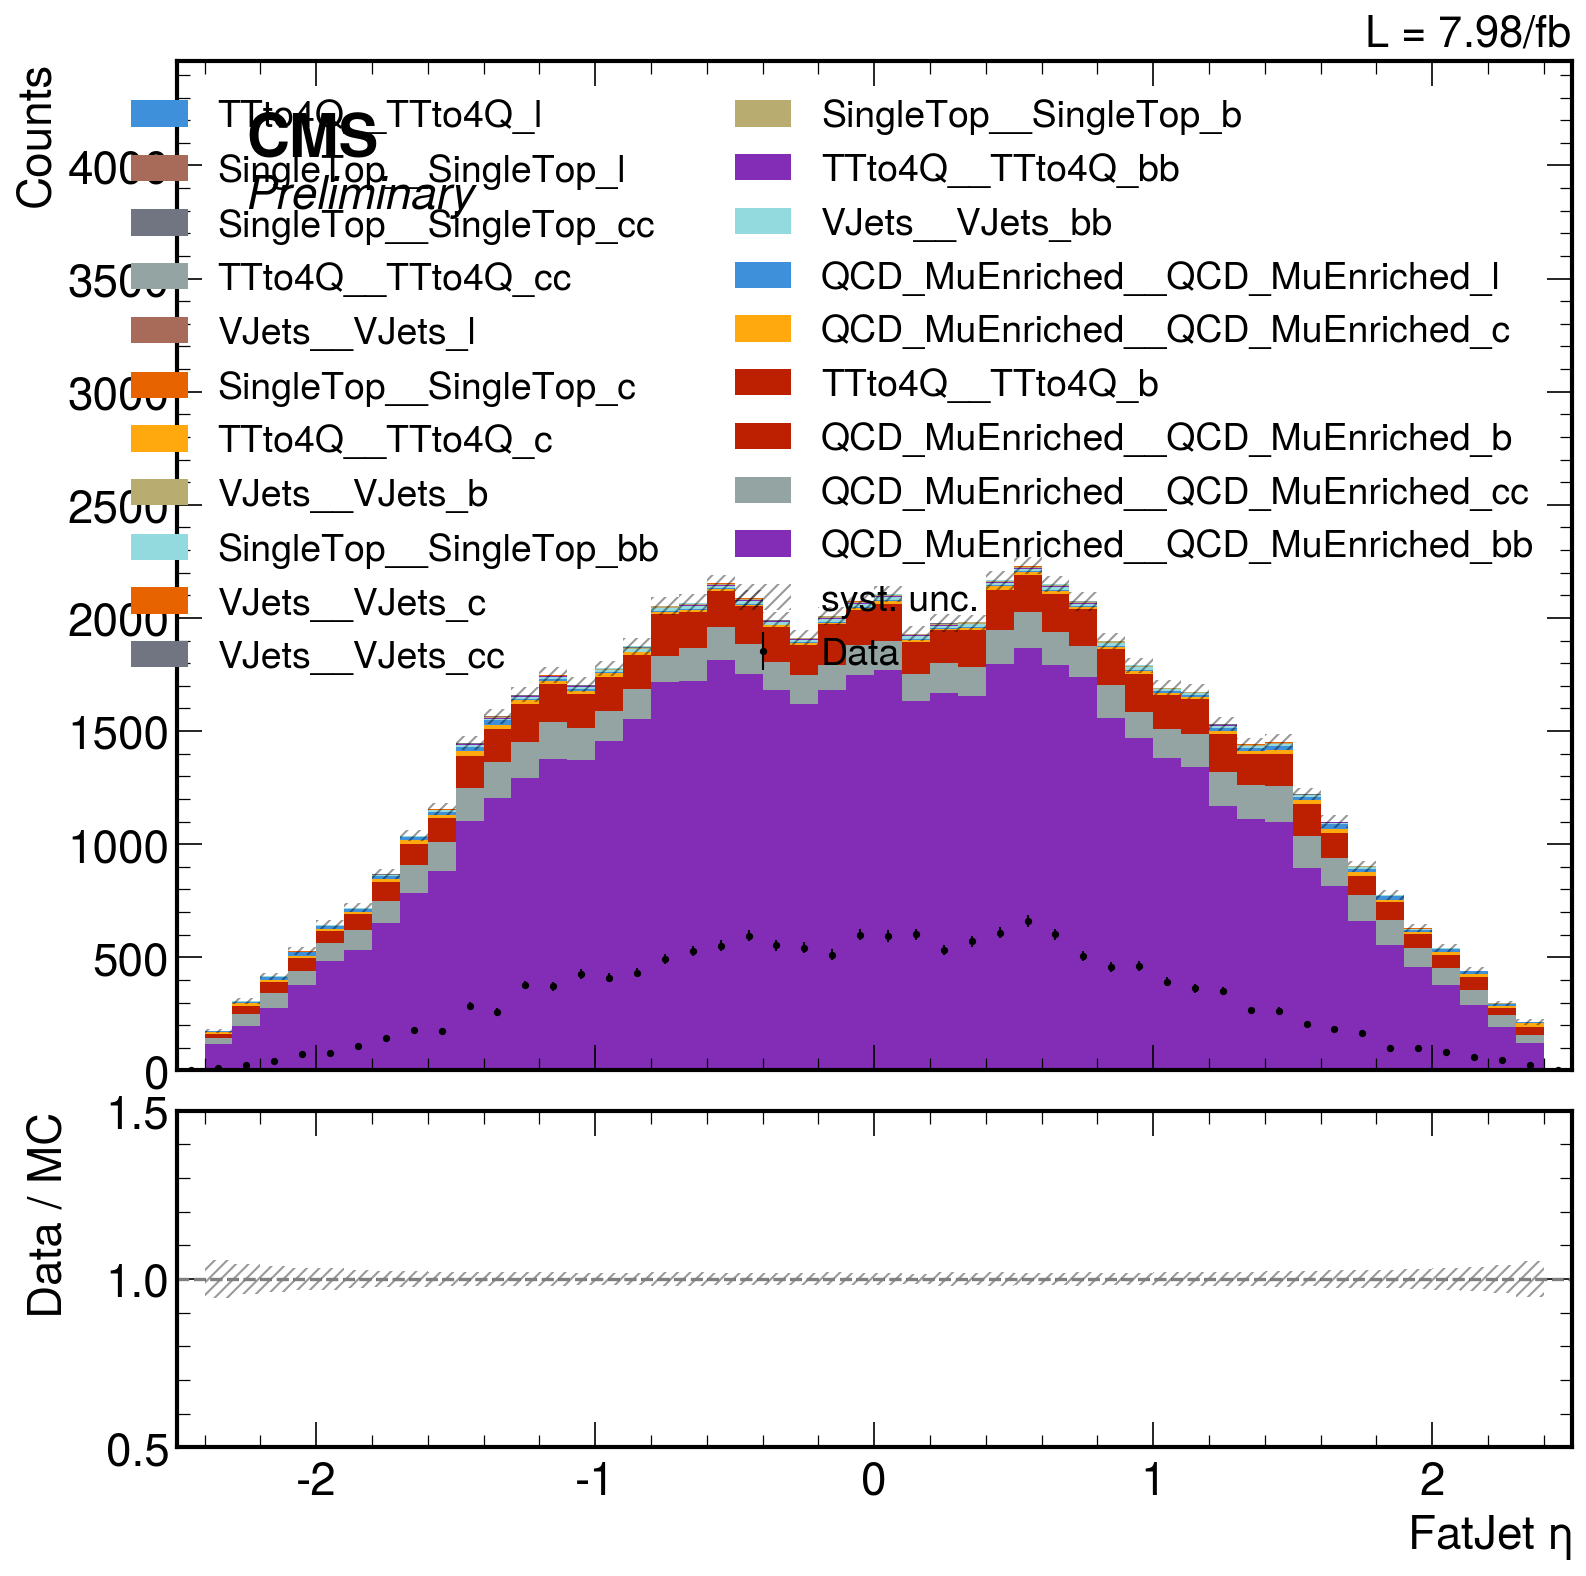 L = 7.98/fb
Counts
CMS
Preliminary
TTto4Q__TTto4Q_l
SingleTop__SingleTop_l
SingleTop__SingleTop_cc
TTto4Q__TTto4Q_cc
VJets__VJets_l
SingleTop__SingleTop_c
TTto4Q__TTto4Q_c
VJets__VJets_b
SingleTop__SingleTop_bb
VJets__VJets_c
VJets__VJets_cc
SingleTop__SingleTop_b
TTto4Q__TTto4Q_bb
VJets__VJets_bb
QCD_MuEnriched__QCD_MuEnriched_l
QCD_MuEnriched__QCD_MuEnriched_c
TTto4Q__TTto4Q_b
QCD_MuEnriched__QCD_MuEnriched_b
QCD_MuEnriched__QCD_MuEnriched_cc
QCD_MuEnriched__QCD_MuEnriched_bb
syst. unc.
Data
4000
3500
3000
2500
2000
1500
1000
500
0
Data / MC
1.5
1.0
0.5
-2 -1 0 1 2
FatJet η